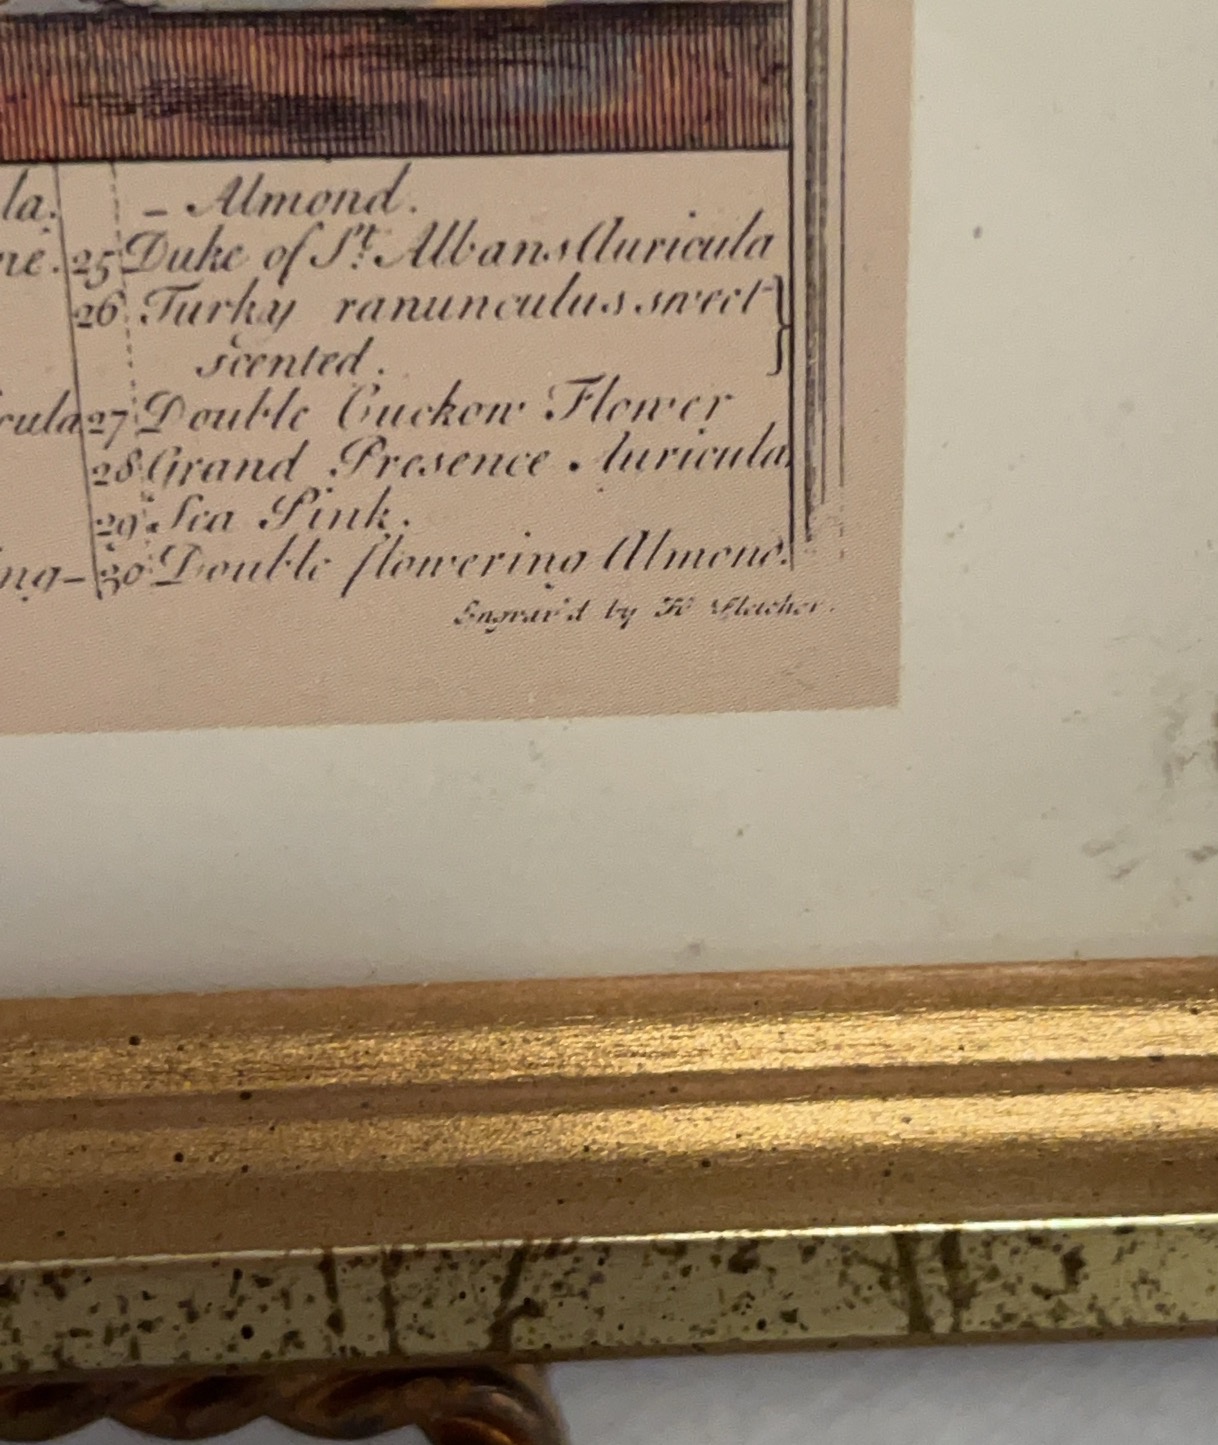 la.
- Almond.
ne. 25 Duke of St. Albans Auricula
26 Turky ranunculus sweet
scented.
cula 27 Double Cuckow Flower
28 Grand Presence Auricula
29 Sea Pink.
ng- 30 Double flowering Almond.
Engrav'd by H Fletcher.